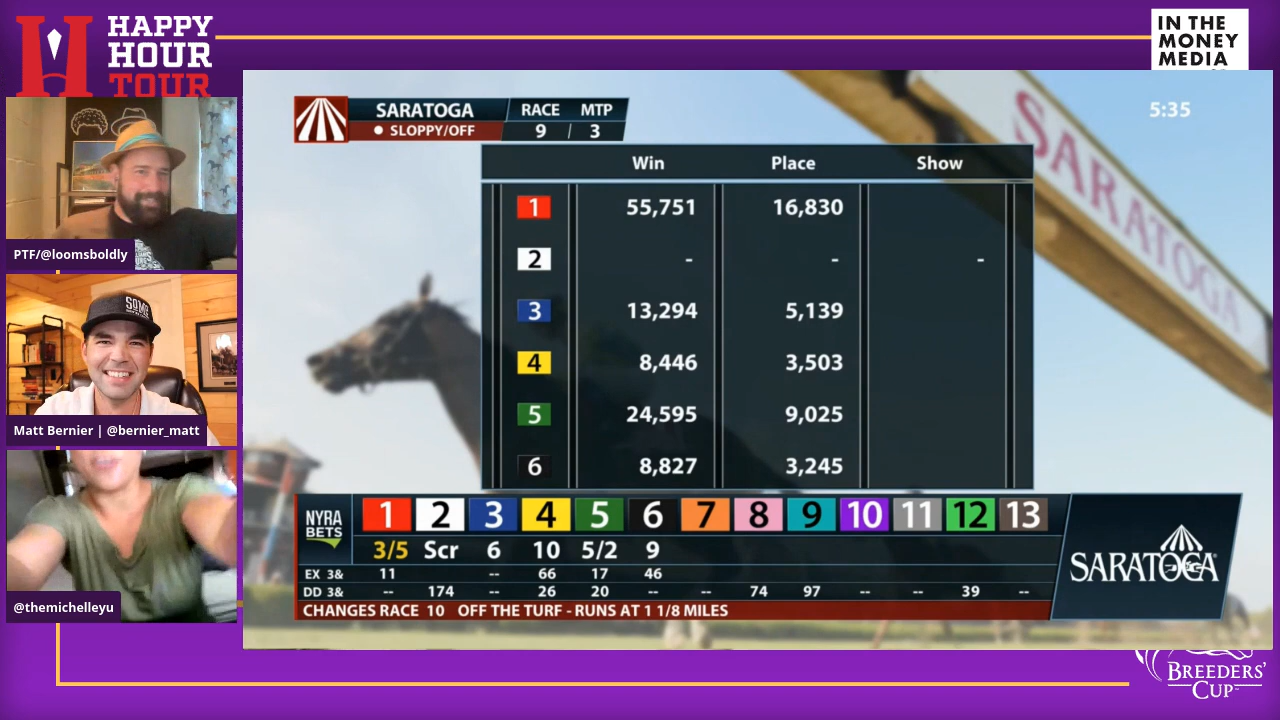 HAPPY
HOUR
TOUR
IN THE
MONEY
MEDIA
PTF/@loomsboldly
Matt Bernier | @bernier_matt
@themichelleyu
SARATOGA RACE MTP
SLOPPY/OFF 9 / 3
5:35
SARATOGA
Win Place Show
1 55,751 16,830
2 - - -
3 13,294 5,139
4 8,446 3,503
5 24,595 9,025
6 8,827 3,245
NYRA
BETS
1 2 3 4 5 6 7 8 9 10 11 12 13
3/5 Scr 6 10 5/2 9
EX 3& 11 -- 66 17 46
DD 3& -- 174 -- 26 20 -- -- 74 97 -- -- 39 --
CHANGES RACE 10 OFF THE TURF - RUNS AT 1 1/8 MILES
SARATOGA
BREEDERS'
CUP